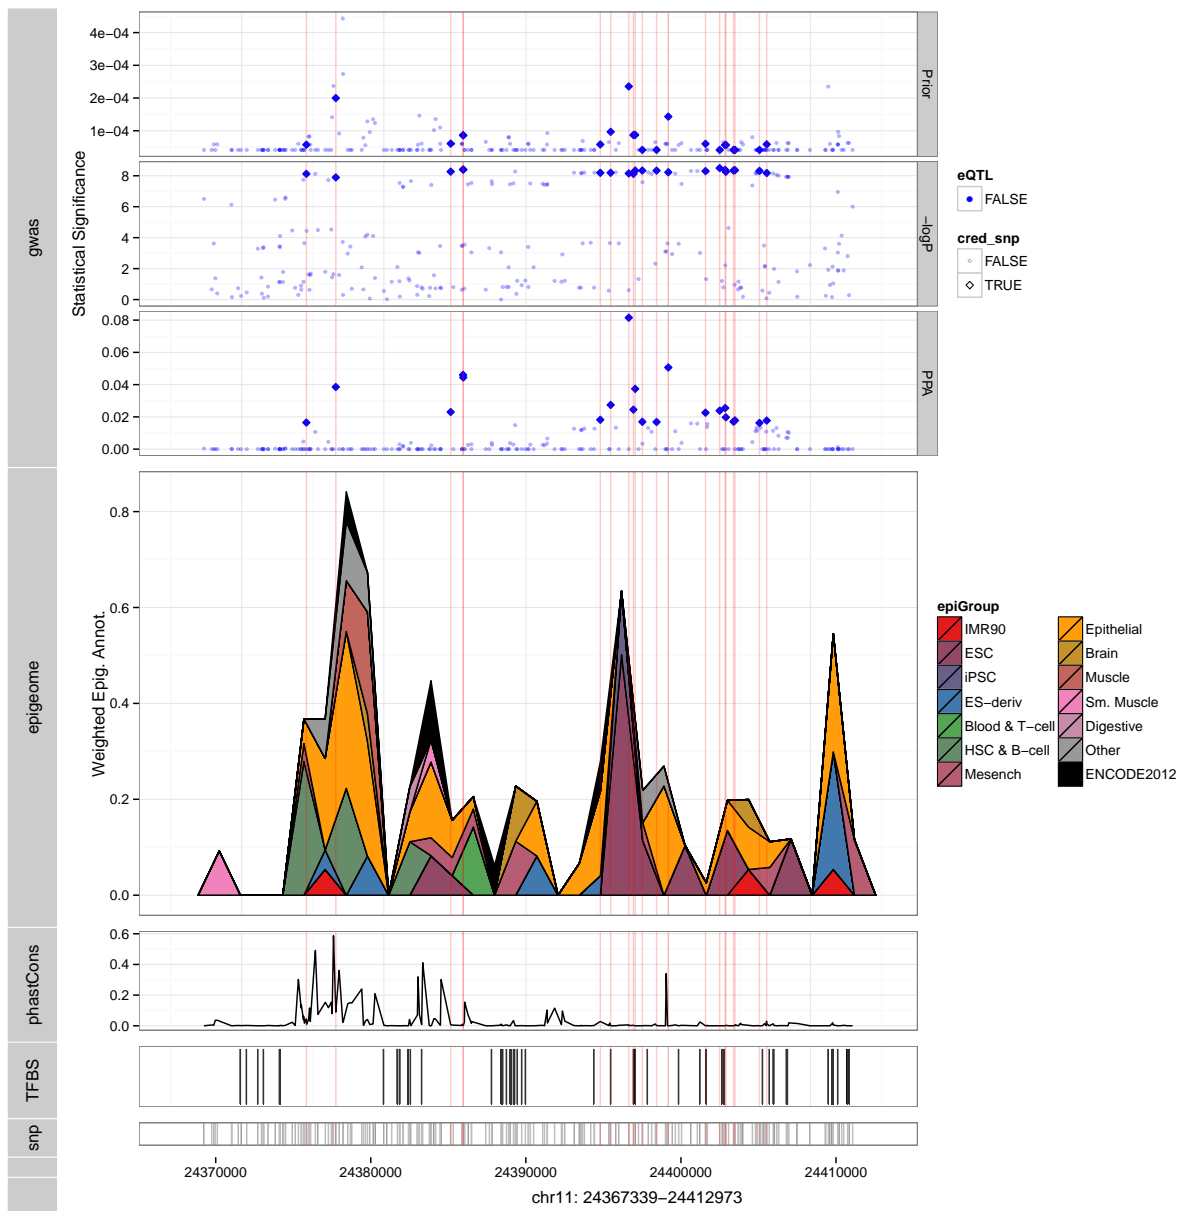 gwas
Statistical Significance
4e−04
3e−04
2e−04
1e−04
Prior
8
6
4
2
0
−logP
0.08
0.06
0.04
0.02
0.00
PPA
eQTL
FALSE
cred_snp
FALSE
TRUE
epigeome
Weighted Epig. Annot.
0.8
0.6
0.4
0.2
0.0
epiGroup
IMR90
ESC
iPSC
ES−deriv
Blood & T−cell
HSC & B−cell
Mesench
Epithelial
Brain
Muscle
Sm. Muscle
Digestive
Other
ENCODE2012
phastCons
0.6
0.4
0.2
0.0
TFBS
snp
24370000 24380000 24390000 24400000 24410000
chr11: 24367339−24412973